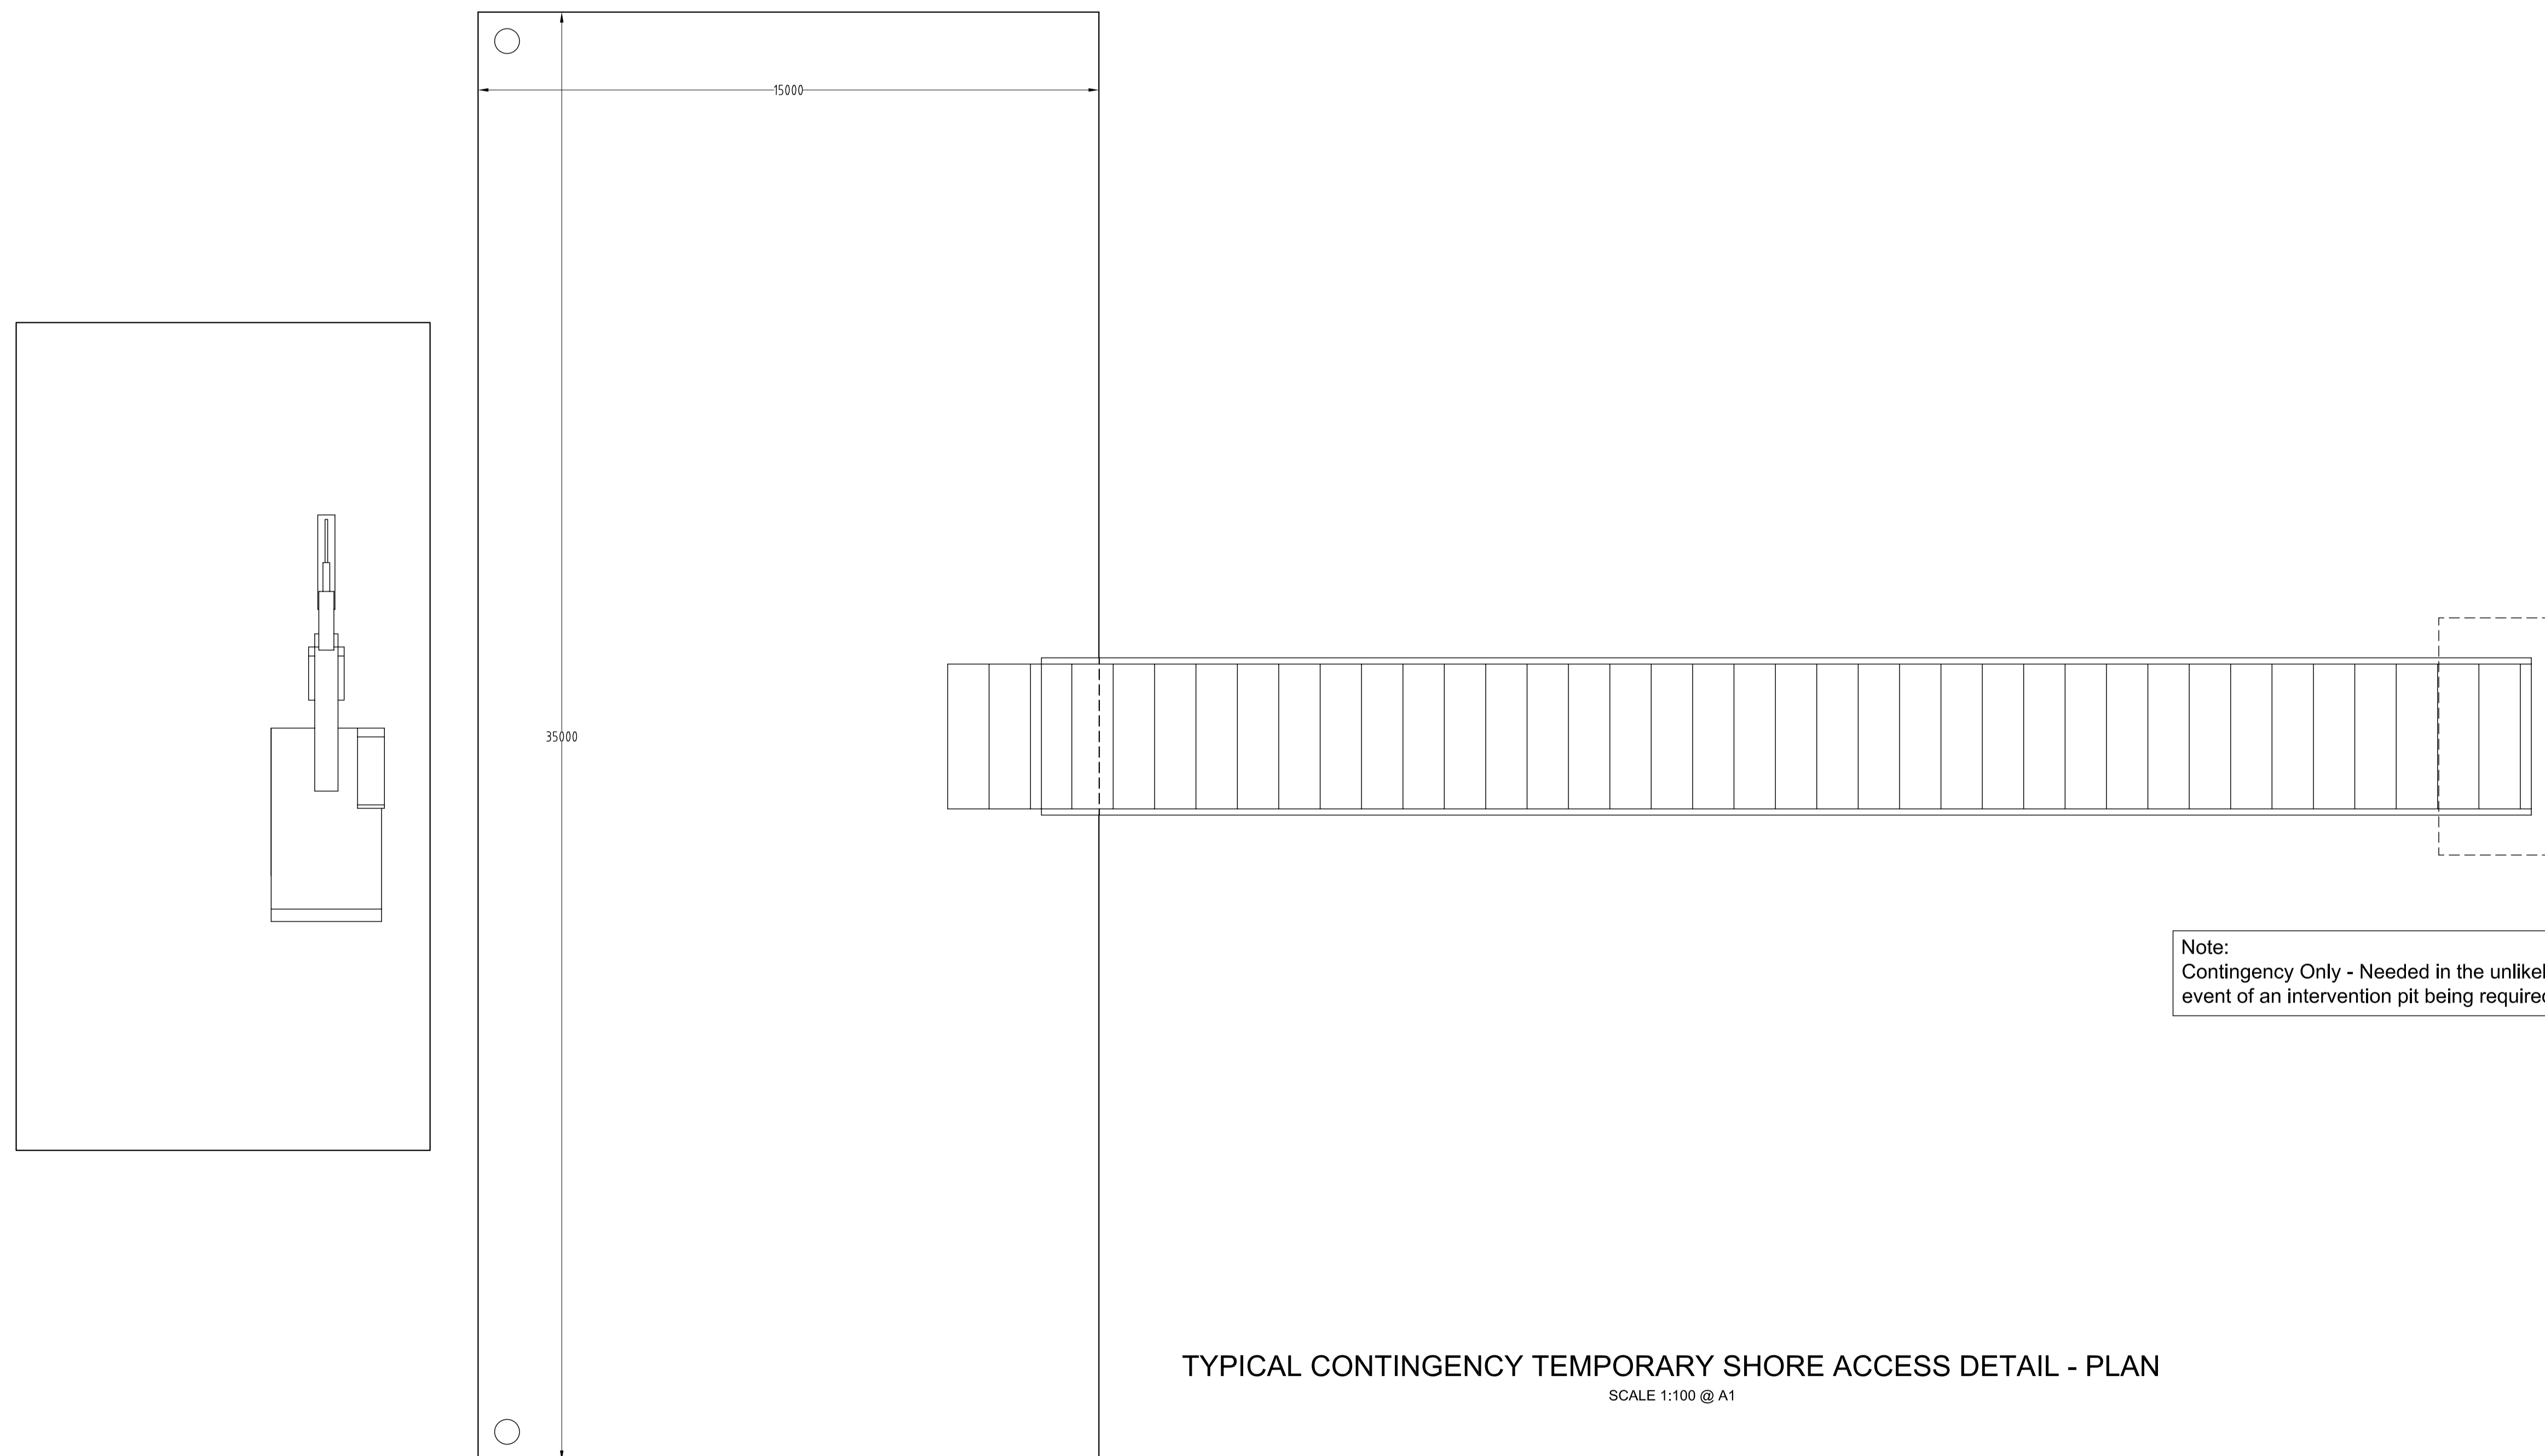 15000
35000
Note:
Contingency Only - Needed in the unlikel
event of an intervention pit being required
TYPICAL CONTINGENCY TEMPORARY SHORE ACCESS DETAIL - PLAN
SCALE 1:100 @ A1